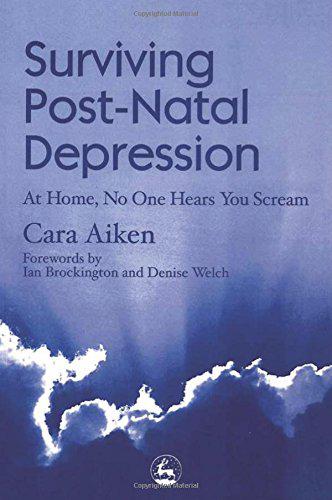 Surviving
Post-Natal
Depression
At Home, No One Hears You Scream
Cara Aiken
Forewords by
Ian Brockington and Denise Welch